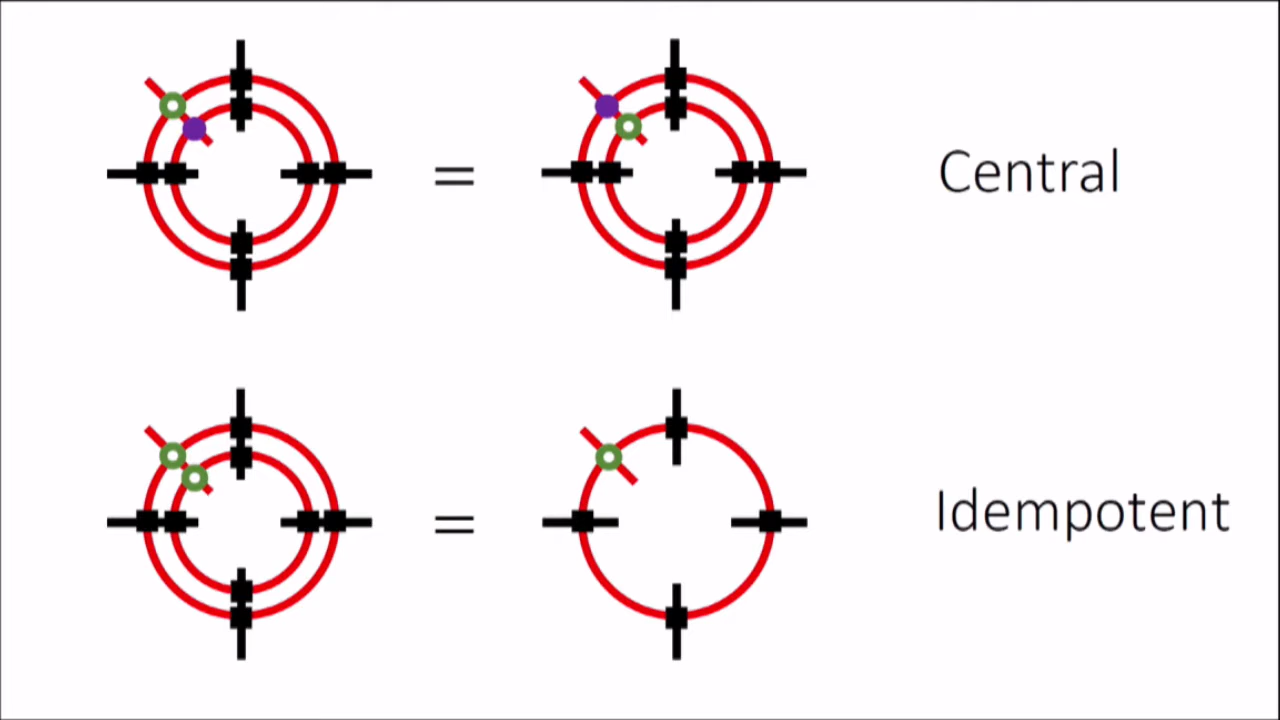 = Central
= Idempotent